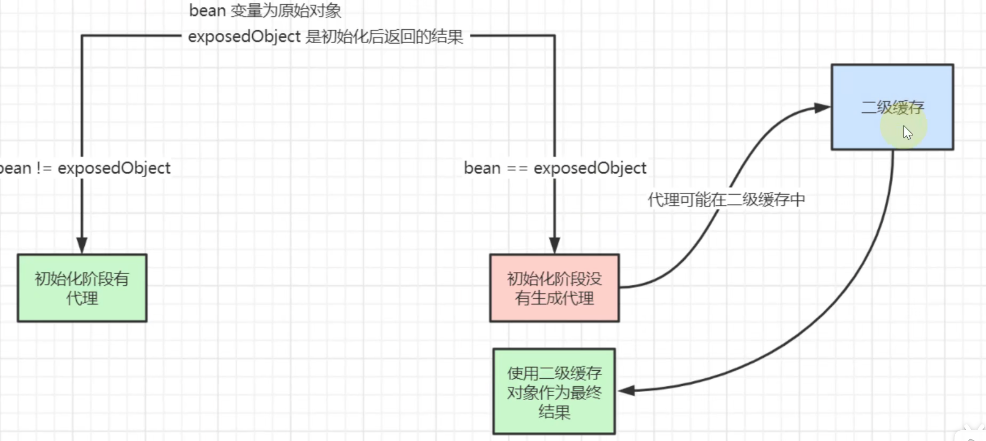 bean 变量为原始对象
exposedObject 是初始化后返回的结果
二级缓存
bean != exposedObject
bean == exposedObject
代理可能在二级缓存中
初始化阶段有
代理
初始化阶段没
有生成代理
使用二级缓存
对象作为最终
结果